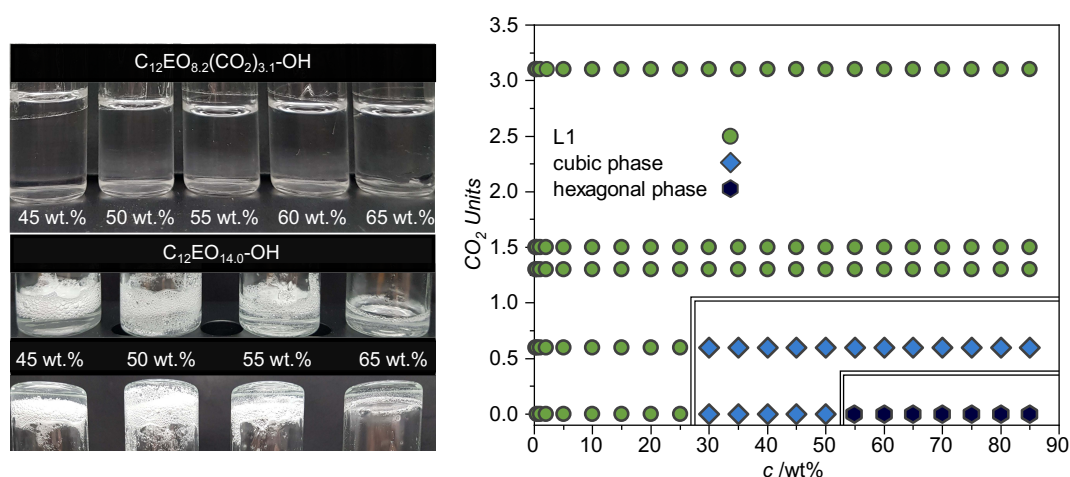 C₁₂EO₈.₂(CO₂)₃.₁-OH
45 wt.% 50 wt.% 55 wt.% 60 wt.% 65 wt.%
C₁₂EO₁₄.₀-OH
45 wt.% 50 wt.% 55 wt.% 65 wt.%
3.5
3.0
2.5
2.0
1.5
1.0
0.5
0.0
CO₂ Units
L1
cubic phase
hexagonal phase
0 10 20 30 40 50 60 70 80 90
c /wt%